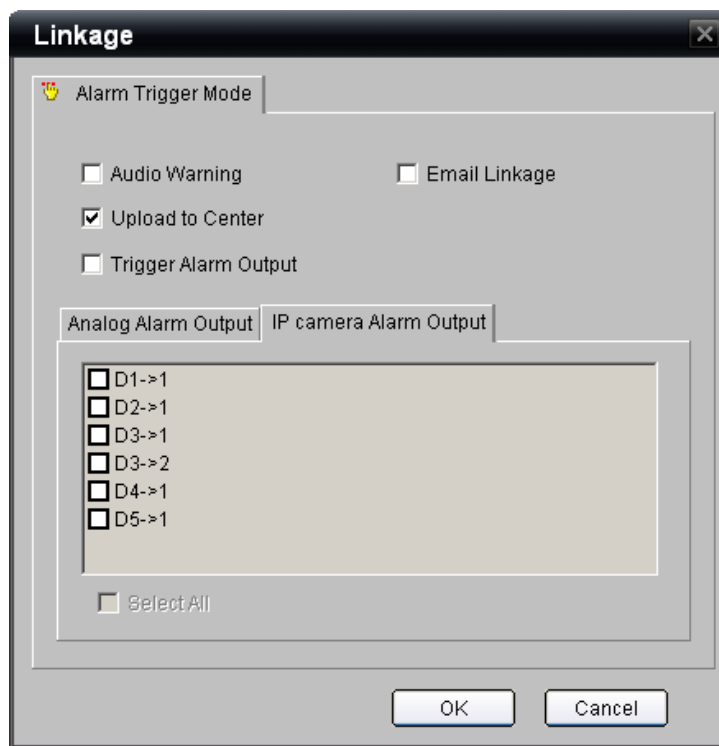 Linkage
Alarm Trigger Mode
Audio Warning
Email Linkage
Upload to Center
Trigger Alarm Output
Analog Alarm Output
IP camera Alarm Output
D1->1
D2->1
D3->1
D3->2
D4->1
D5->1
Select All
OK
Cancel